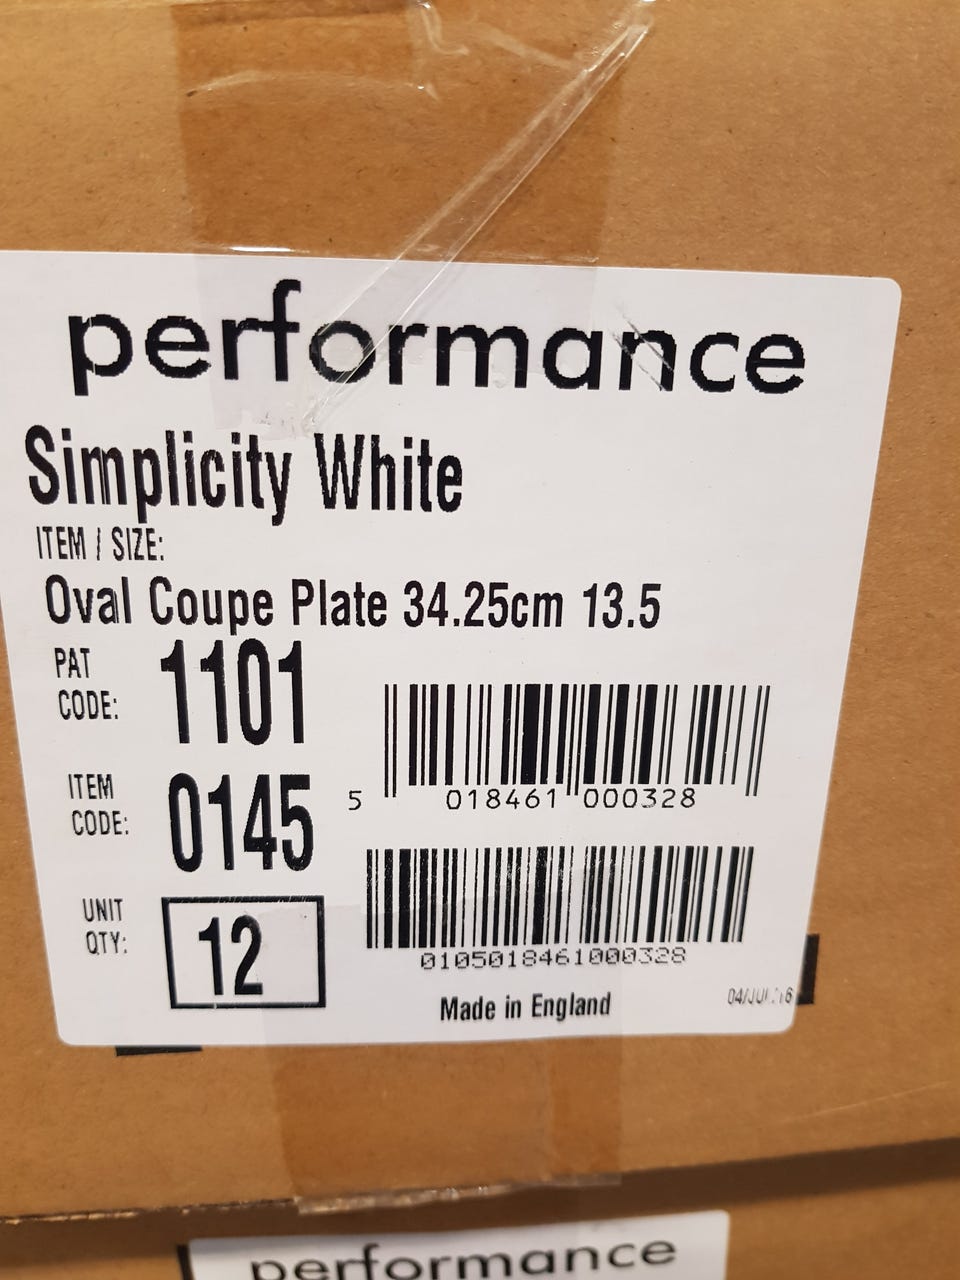 performance
Simplicity White
ITEM / SIZE:
Oval Coupe Plate 34.25cm 13.5
PAT
CODE:
1101
ITEM
CODE:
0145
5 018461 000328
UNIT
QTY:
12
0105018461000328
Made in England
performance